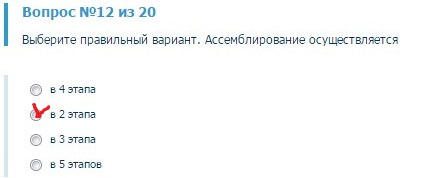 Вопрос №12 из 20
Выберите правильный вариант. Ассемблирование осуществляется
в 4 этапа
в 2 этапа
в 3 этапа
в 5 этапов